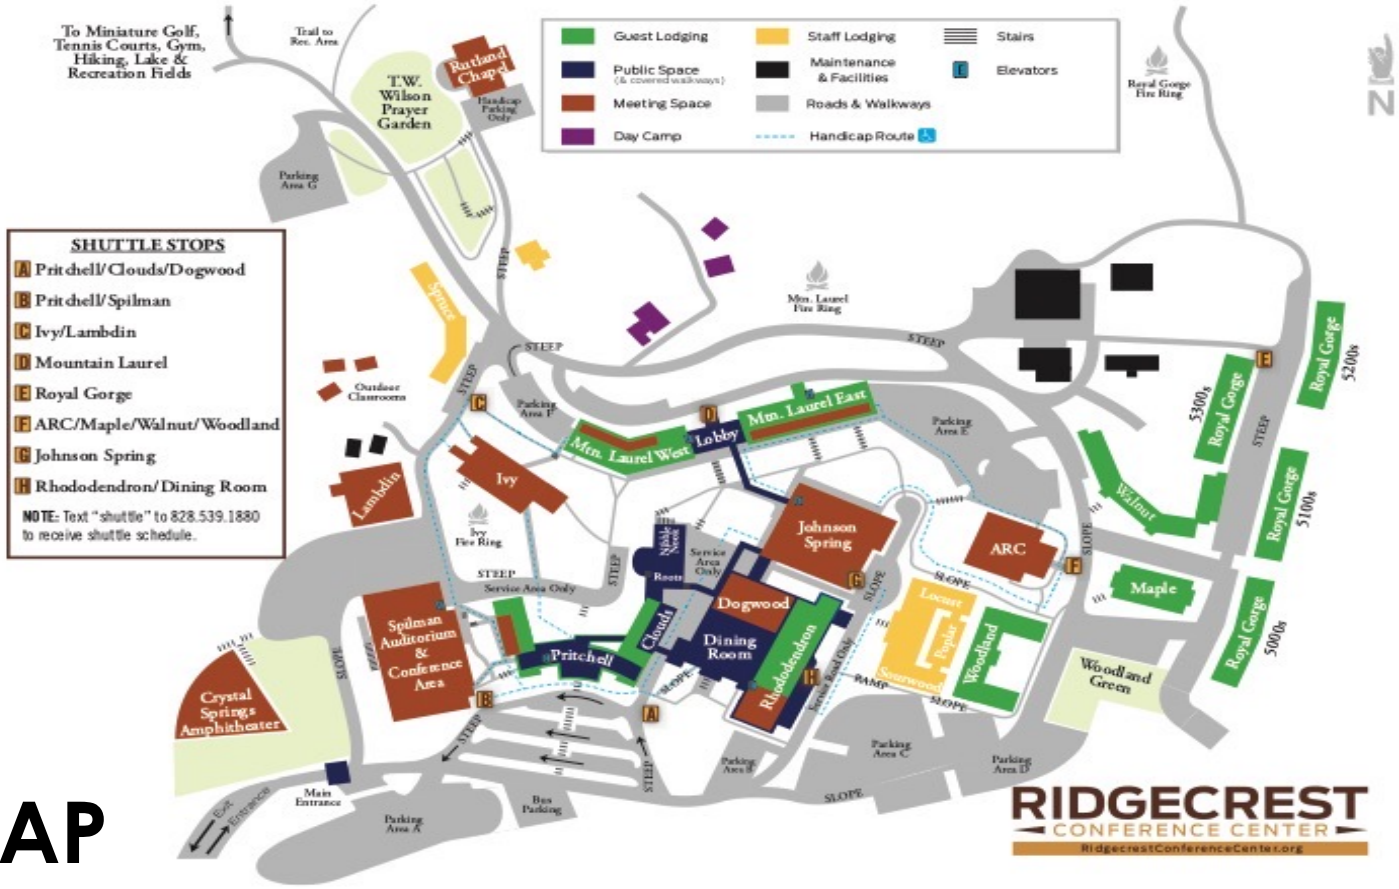 To Miniature Golf,
Tennis Courts, Gym,
Hiking, Lake &
Recreation Fields
Trail to
Rec. Area
T.W.
Wilson
Prayer
Garden
Rutland
Chapel
Handicap
Parking
Only
Parking
Area G
Guest Lodging
Public Space
(& covered walkways)
Meeting Space
Day Camp
Staff Lodging
Maintenance
& Facilities
Roads & Walkways
Handicap Route
Stairs
E
Elevators
Royal Gorge
Fire Ring
N
SHUTTLE STOPS
A Pritchell/Clouds/Dogwood
B Pritchell/Spilman
C Ivy/Lambdin
D Mountain Laurel
E Royal Gorge
F ARC/Maple/Walnut/Woodland
G Johnson Spring
H Rhododendron/Dining Room
NOTE: Text "shuttle" to 828.539.1880
to receive shuttle schedule.
STEEP
Spruce
Mtn. Laurel
Fire Ring
STEEP
STEEP
STEEP
Outdoor
Classrooms
C
Parking
Area F
D
Mtn. Laurel East
Lobby
Mtn. Laurel West
Parking
Area E
E
Royal Gorge
5200s
5300s
Royal Gorge
STEEP
Lambdin
Ivy
Ivy
Fire Ring
Walnut
Royal Gorge
5100s
Johnson
Spring
ARC
SLOPE
F
Nibble
Nook
Service
Area
Only
Roots
STEEP
STEEP
Service Area Only
G
SLOPE
SLOPE
Maple
Spilman
Auditorium
&
Conference
Area
Dogwood
Dining
Room
Clouds
Pritchell
Rhododendron
H
Service Road Only
Locust
Poplar
Sourwood
Woodland
Royal Gorge
5000s
Woodland
Green
SLOPE
Crystal
Springs
Amphitheater
B
A
SLOPE
RAMP
SLOPE
STEEP
STEEP
Parking
Area B
Parking
Area C
Parking
Area D
SLOPE
Main
Entrance
Exit
Entrance
Parking
Area A
Bus
Parking
AP
RIDGECREST
CONFERENCE CENTER
RidgecrestConferenceCenter.org